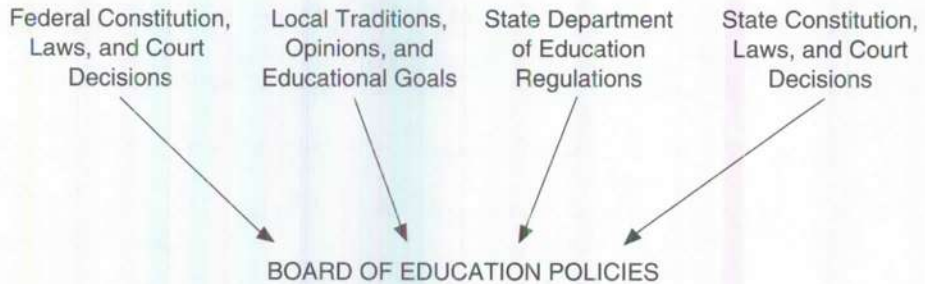 Federal Constitution,
Laws, and Court
Decisions
Local Traditions,
Opinions, and
Educational Goals
State Department
of Education
Regulations
State Constitution,
Laws, and Court
Decisions
BOARD OF EDUCATION POLICIES